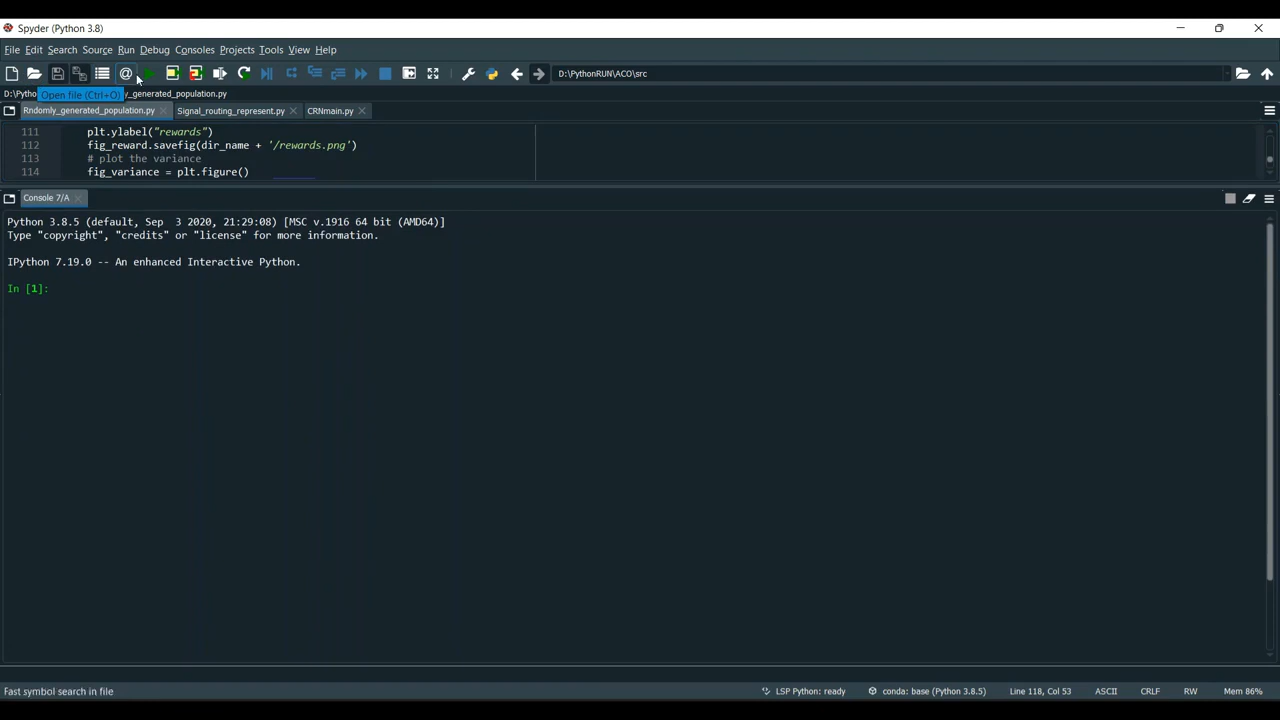 Spyder (Python 3.8)
File Edit Search Source Run Debug Consoles Projects Tools View Help
D:\PythonRUN\ACO\src
D:\Pytho
y_generated_population.py
Open file (Ctrl+O)
Rndomly_generated_population.py Signal_routing_represent.py CRNmain.py
111 plt.ylabel("rewards")
112 fig_reward.savefig(dir_name + '/rewards.png')
113 # plot the variance
114 fig_variance = plt.figure()
Console 7/A
Python 3.8.5 (default, Sep  3 2020, 21:29:08) [MSC v.1916 64 bit (AMD64)]
Type "copyright", "credits" or "license" for more information.
IPython 7.19.0 -- An enhanced Interactive Python.
In [1]:
Fast symbol search in file
LSP Python: ready conda: base (Python 3.8.5) Line 118, Col 53 ASCII CRLF RW Mem 86%